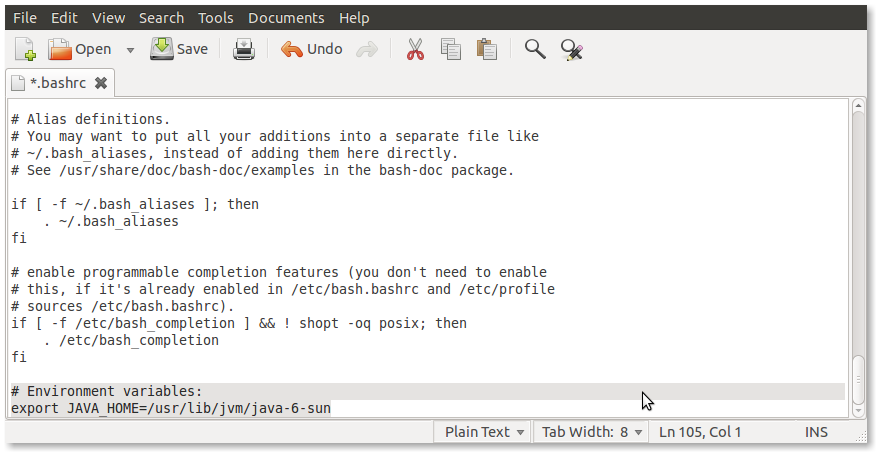 File Edit View Search Tools Documents Help
Open Save Undo
*.bashrc
# Alias definitions.
# You may want to put all your additions into a separate file like
# ~/.bash_aliases, instead of adding them here directly.
# See /usr/share/doc/bash-doc/examples in the bash-doc package.
if [ -f ~/.bash_aliases ]; then
    . ~/.bash_aliases
fi
# enable programmable completion features (you don't need to enable
# this, if it's already enabled in /etc/bash.bashrc and /etc/profile
# sources /etc/bash.bashrc).
if [ -f /etc/bash_completion ] && ! shopt -oq posix; then
    . /etc/bash_completion
fi
# Environment variables:
export JAVA_HOME=/usr/lib/jvm/java-6-sun
Plain Text Tab Width: 8 Ln 105, Col 1 INS